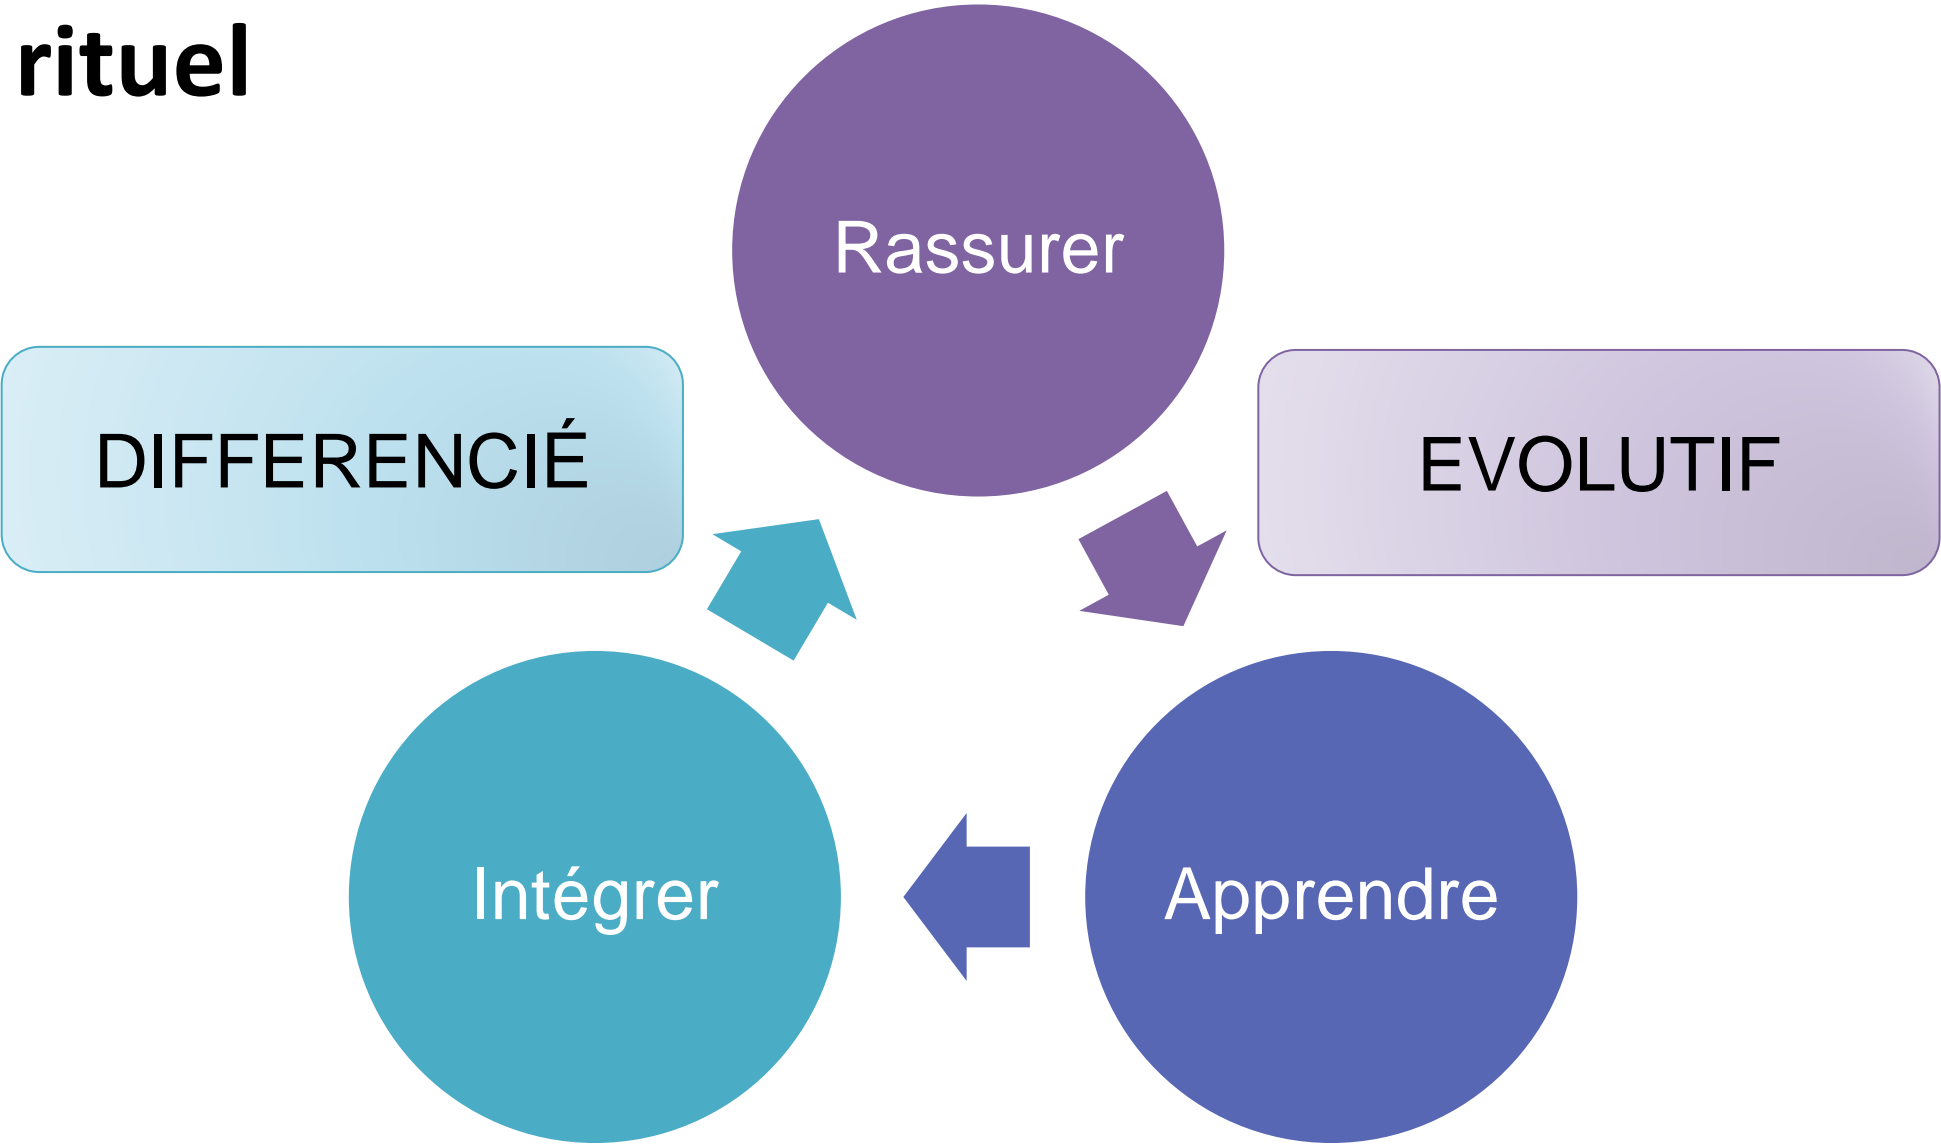 rituel
Rassurer
DIFFERENCIÉ
EVOLUTIF
Intégrer
Apprendre